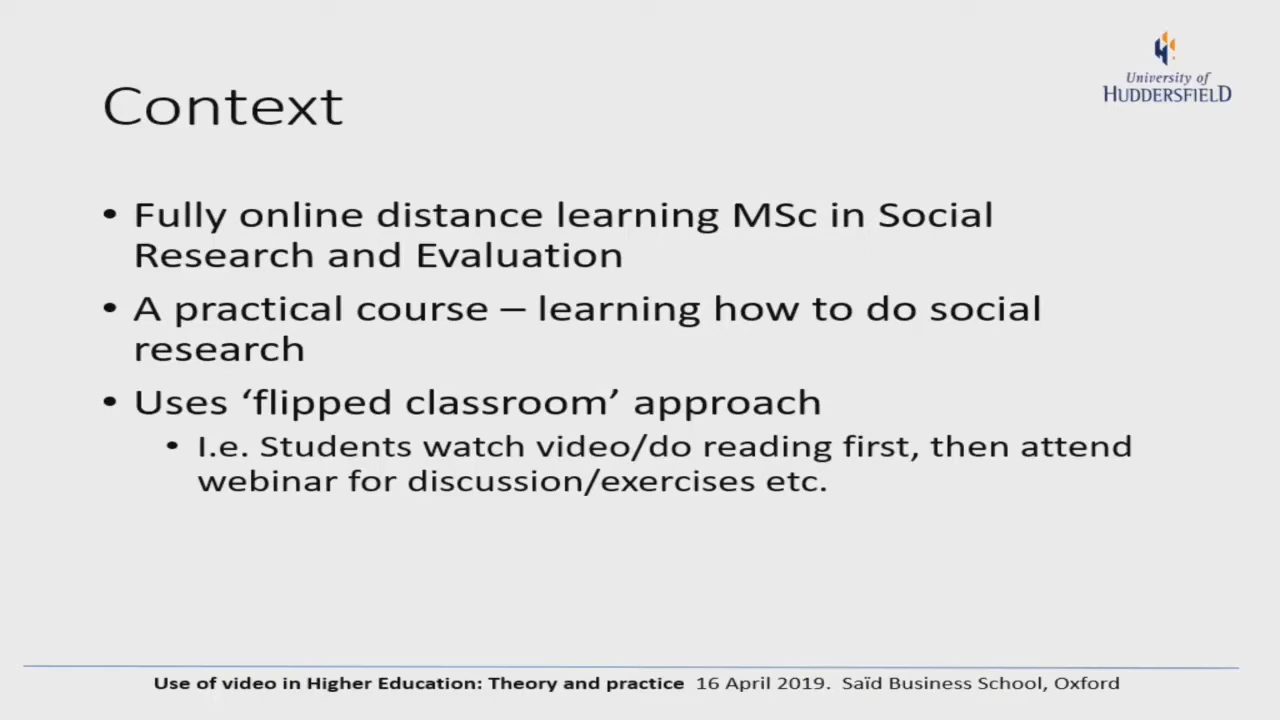 University of
HUDDERSFIELD
Context
• Fully online distance learning MSc in Social
Research and Evaluation
• A practical course – learning how to do social
research
• Uses ‘flipped classroom’ approach
• I.e. Students watch video/do reading first, then attend
webinar for discussion/exercises etc.
Use of video in Higher Education: Theory and practice 16 April 2019. Saïd Business School, Oxford